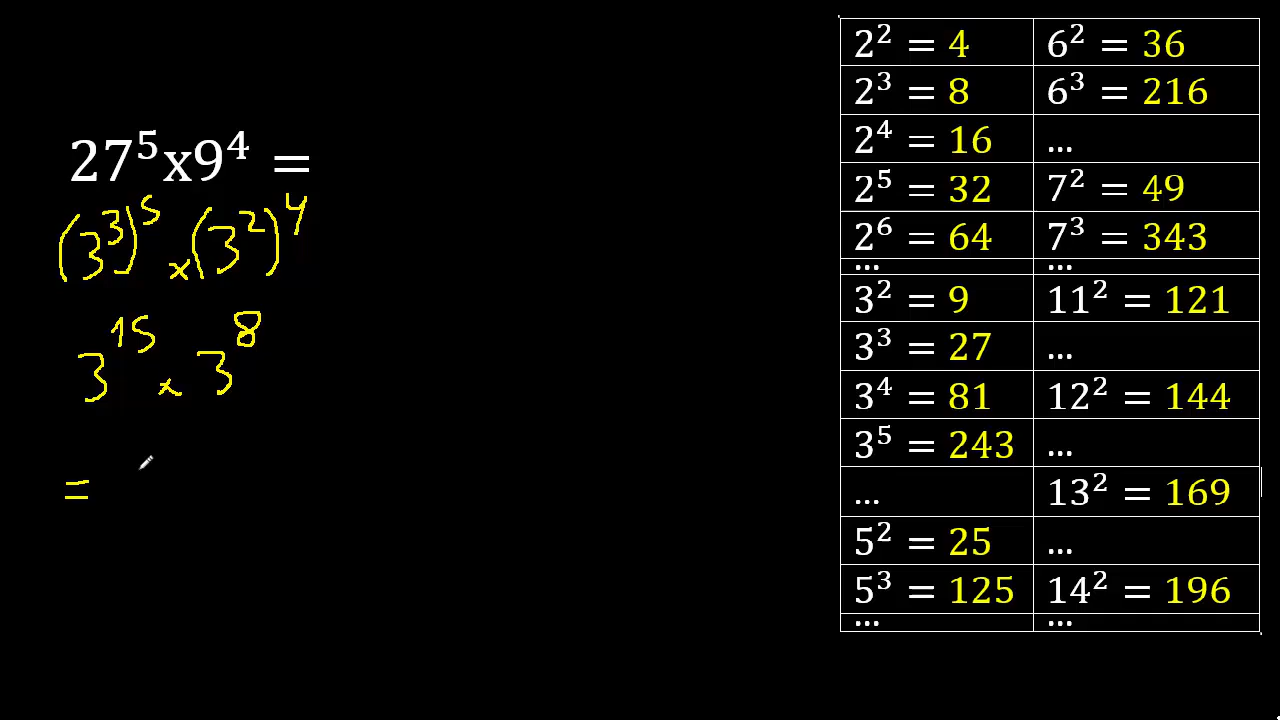 27⁵x9⁴ =
(3³)⁵ x (3²)⁴
3¹⁵ x 3⁸
=
2² = 4 6² = 36
2³ = 8 6³ = 216
2⁴ = 16 ...
2⁵ = 32 7² = 49
2⁶ = 64 7³ = 343
... ...
3² = 9 11² = 121
3³ = 27 ...
3⁴ = 81 12² = 144
3⁵ = 243 ...
... 13² = 169
5² = 25 ...
5³ = 125 14² = 196
... ...